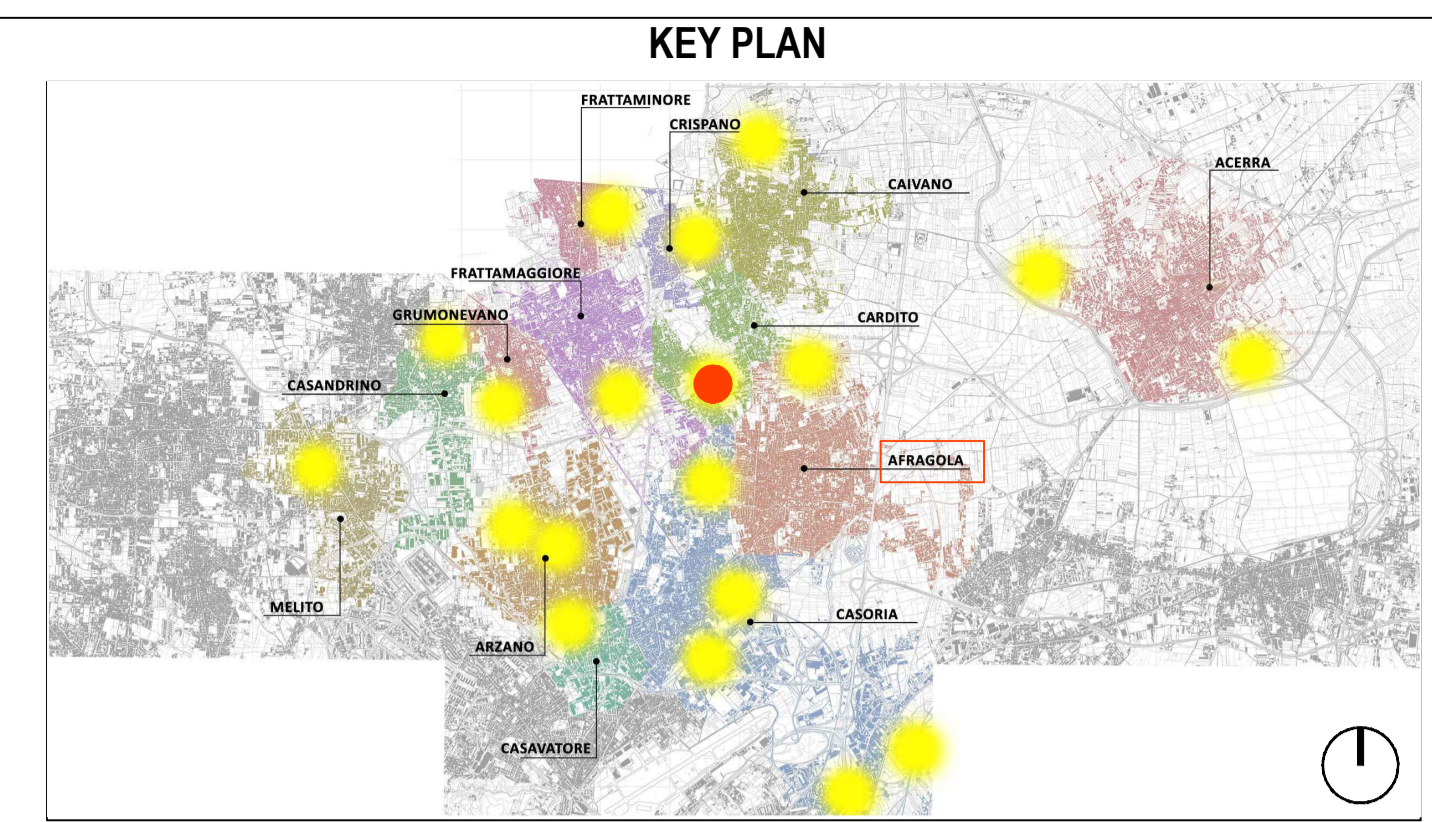 KEY PLAN
FRATTAMINORE
CRISPANO
ACERRA
CAIVANO
FRATTAMAGGIORE
GRUMONEVANO
CARDITO
CASANDRINO
AFRAGOLA
MELITO
CASORIA
ARZANO
CASAVATORE